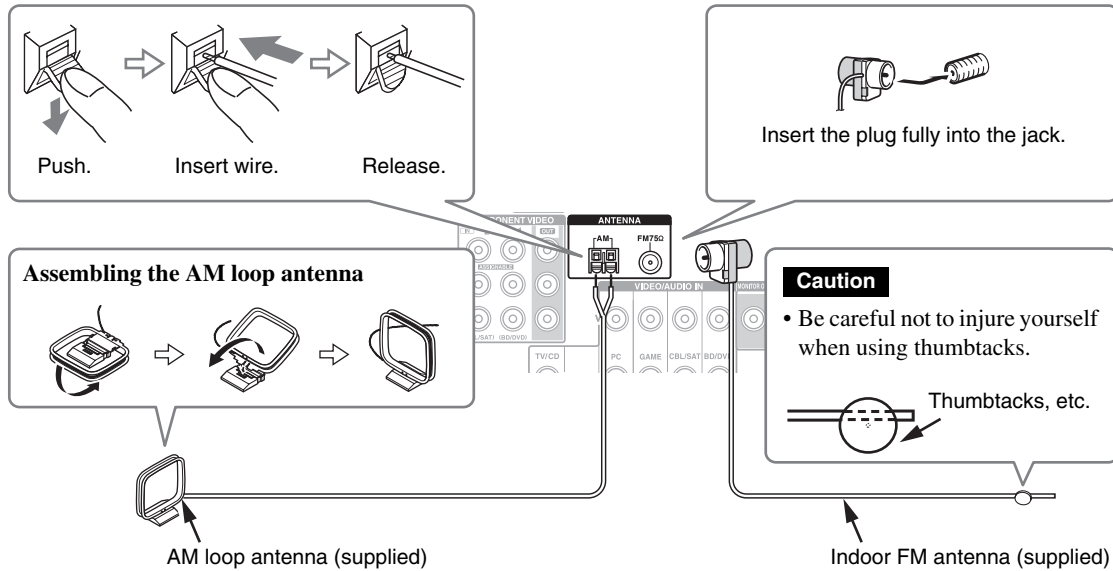 Push.
Insert wire.
Release.
Insert the plug fully into the jack.
VIDEO
OUT
ANTENNA
AM
FM75Ω
ASSIGNABLE
(BD/DVD)
VIDEO/AUDIO IN
TV/CD
PC
GAME
CBL/SAT
Assembling the AM loop antenna
Caution
• Be careful not to injure yourself
when using thumbtacks.
Thumbtacks, etc.
AM loop antenna (supplied)
Indoor FM antenna (supplied)